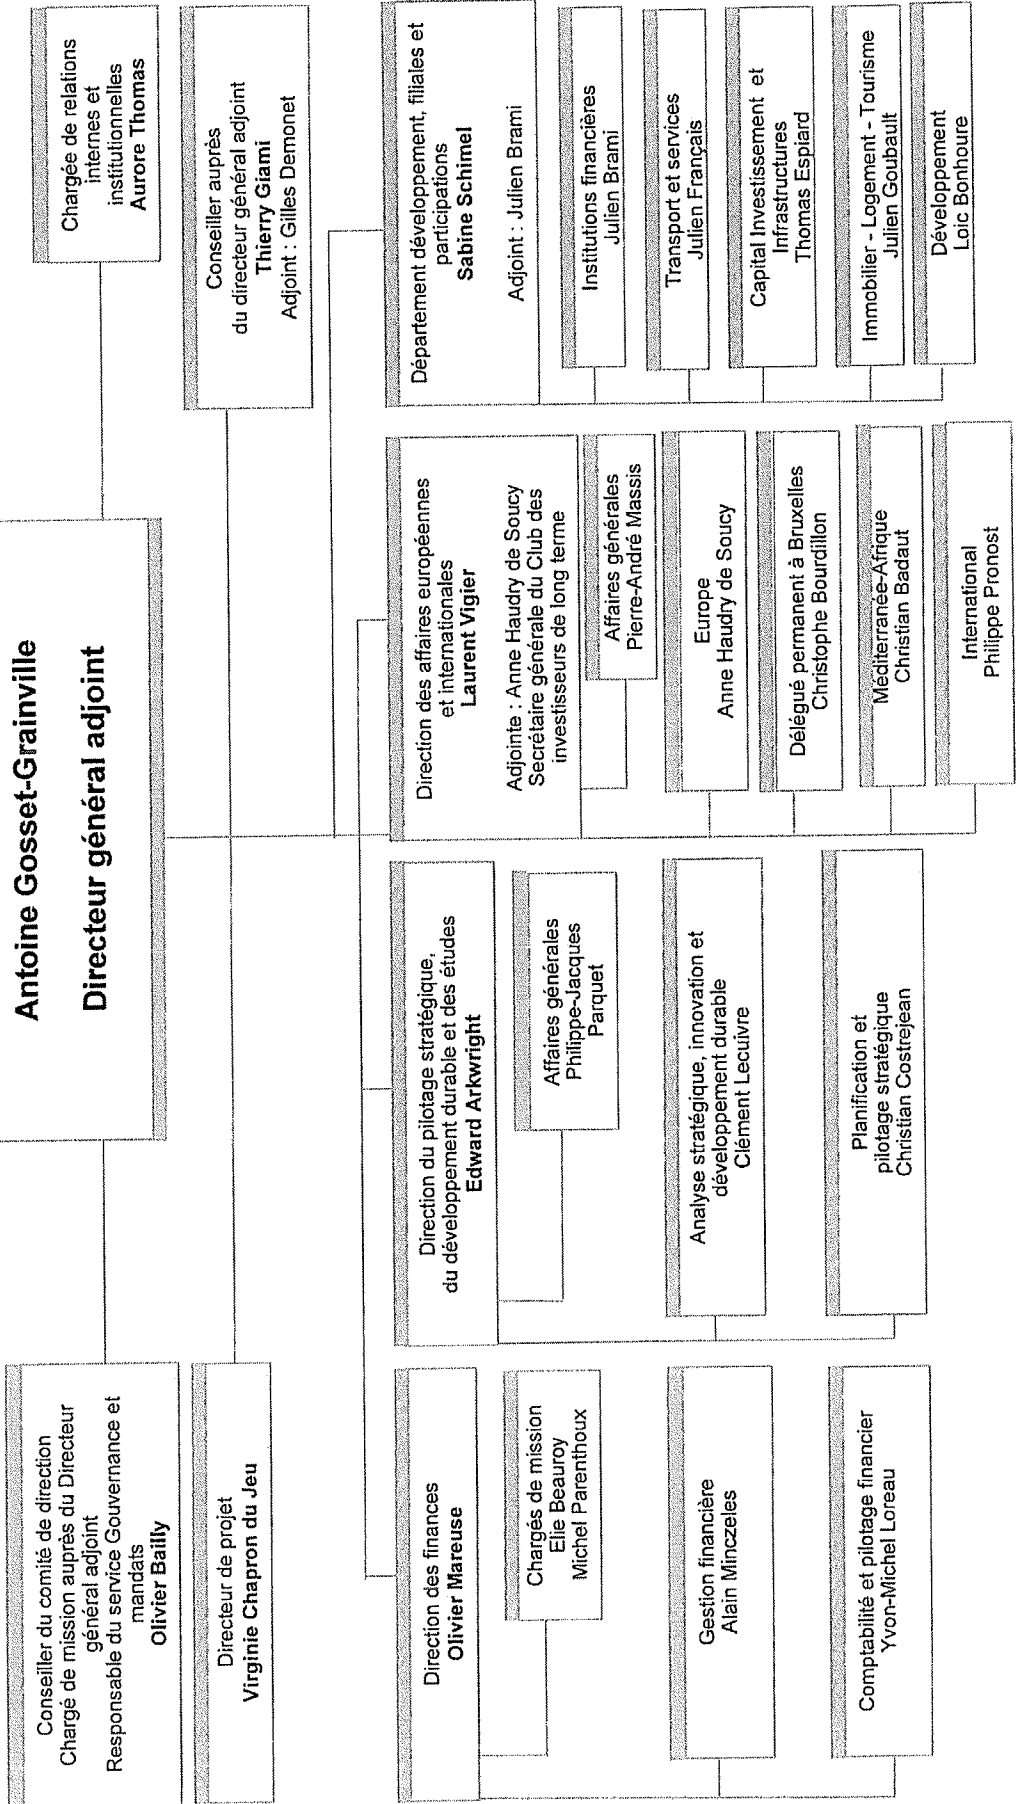 Antoine Gosset-Grainville
Directeur général adjoint
Conseiller du comité de direction
Chargé de mission auprès du Directeur
général adjoint
Responsable du service Gouvernance et
mandats
Olivier Bailly
Chargée de relations
internes et
institutionnelles
Aurore Thomas
Directeur de projet
Virginie Chapron du Jeu
Conseiller auprès
du directeur général adjoint
Thierry Giami
Adjoint : Gilles Demonet
Direction des finances
Olivier Mareuse
Chargés de mission
Elie Beauroy
Michel Parenthoux
Gestion financière
Alain Minczeles
Comptabilité et pilotage financier
Yvon-Michel Loreau
Direction du pilotage stratégique,
du développement durable et des études
Edward Arkwright
Affaires générales
Philippe-Jacques
Parquet
Analyse stratégique, innovation et
développement durable
Clément Lecuivre
Planification et
pilotage stratégique
Christian Costrejean
Direction des affaires européennes
et internationales
Laurent Vigier
Adjointe : Anne Haudry de Soucy
Secrétaire générale du Club des
investisseurs de long terme
Affaires générales
Pierre-André Massis
Europe
Anne Haudry de Soucy
Délégué permanent à Bruxelles
Christophe Bourdillon
Méditerranée-Afrique
Christian Badaut
International
Philippe Pronost
Département développement, filiales et
participations
Sabine Schimel
Adjoint : Julien Brami
Institutions financières
Julien Brami
Transport et services
Julien Français
Capital Investissement et
Infrastructures
Thomas Espiard
Immobilier - Logement - Tourisme
Julien Goubault
Développement
Loic Bonhoure